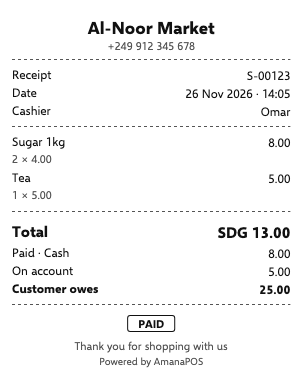 Al-Noor Market
+249 912 345 678
Receipt S-00123
Date 26 Nov 2026 · 14:05
Cashier Omar
Sugar 1kg 8.00
2 × 4.00
Tea 5.00
1 × 5.00
Total SDG 13.00
Paid · Cash 8.00
On account 5.00
Customer owes 25.00
PAID
Thank you for shopping with us
Powered by AmanaPOS